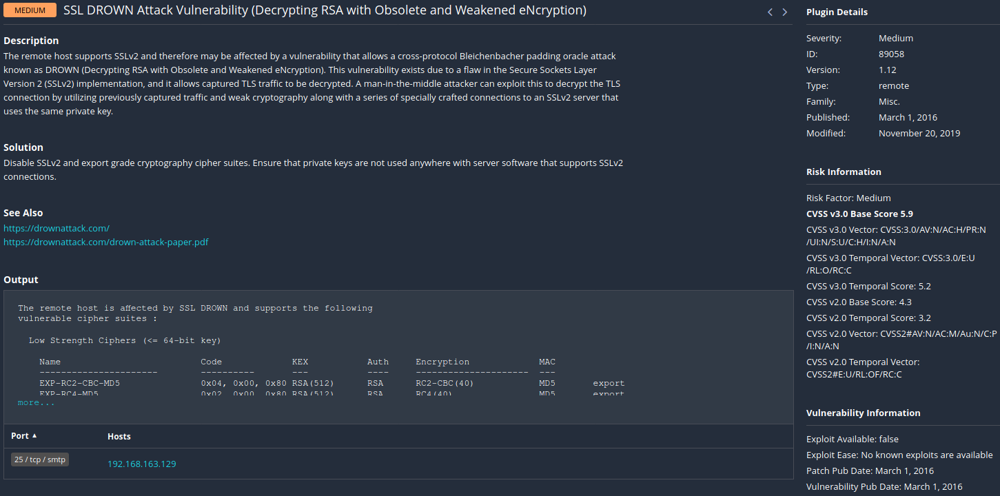 MEDIUM SSL DROWN Attack Vulnerability (Decrypting RSA with Obsolete and Weakened eNcryption)
Description
The remote host supports SSLv2 and therefore may be affected by a vulnerability that allows a cross-protocol Bleichenbacher padding oracle attack
known as DROWN (Decrypting RSA with Obsolete and Weakened eNcryption). This vulnerability exists due to a flaw in the Secure Sockets Layer
Version 2 (SSLv2) implementation, and it allows captured TLS traffic to be decrypted. A man-in-the-middle attacker can exploit this to decrypt the TLS
connection by utilizing previously captured traffic and weak cryptography along with a series of specially crafted connections to an SSLv2 server that
uses the same private key.
Solution
Disable SSLv2 and export grade cryptography cipher suites. Ensure that private keys are not used anywhere with server software that supports SSLv2
connections.
See Also
https://drownattack.com/
https://drownattack.com/drown-attack-paper.pdf
Output
The remote host is affected by SSL DROWN and supports the following
vulnerable cipher suites :
Low Strength Ciphers (<= 64-bit key)
Name Code KEX Auth Encryption MAC
---------------------- ---------- --- ---- --------------------- ---
EXP-RC2-CBC-MD5 0x04, 0x00, 0x80 RSA(512) RSA RC2-CBC(40) MD5 export
EXP-RC4-MD5 0x02, 0x00, 0x80 RSA(512) RSA RC4(40) MD5 export
more...
Port ▲ Hosts
25 / tcp / smtp 192.168.163.129
Plugin Details
Severity: Medium
ID: 89058
Version: 1.12
Type: remote
Family: Misc.
Published: March 1, 2016
Modified: November 20, 2019
Risk Information
Risk Factor: Medium
CVSS v3.0 Base Score 5.9
CVSS v3.0 Vector: CVSS:3.0/AV:N/AC:H/PR:N
/UI:N/S:U/C:H/I:N/A:N
CVSS v3.0 Temporal Vector: CVSS:3.0/E:U
/RL:O/RC:C
CVSS v3.0 Temporal Score: 5.2
CVSS v2.0 Base Score: 4.3
CVSS v2.0 Temporal Score: 3.2
CVSS v2.0 Vector: CVSS2#AV:N/AC:M/Au:N/C:P
/I:N/A:N
CVSS v2.0 Temporal Vector:
CVSS2#E:U/RL:OF/RC:C
Vulnerability Information
Exploit Available: false
Exploit Ease: No known exploits are available
Patch Pub Date: March 1, 2016
Vulnerability Pub Date: March 1, 2016